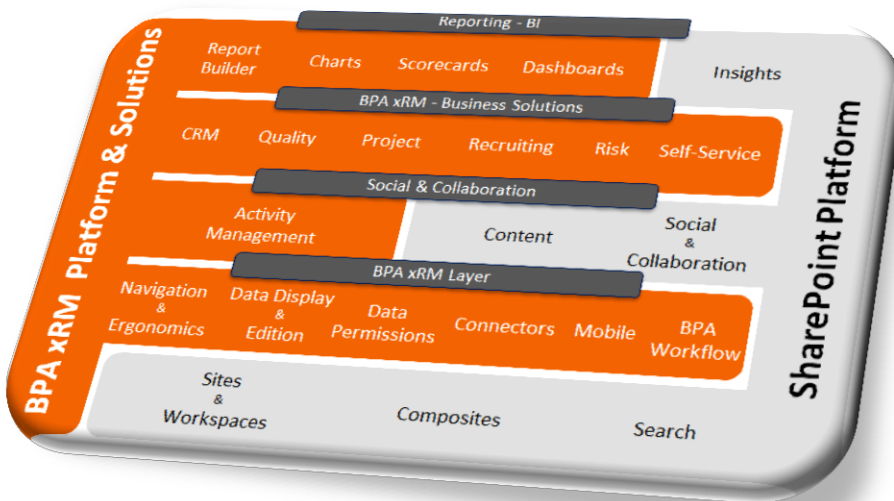 Reporting - BI
Report
Builder
Charts
Scorecards
Dashboards
Insights
BPA xRM - Business Solutions
CRM
Quality
Project
Recruiting
Risk
Self-Service
Social & Collaboration
Activity
Management
Content
Social
&
Collaboration
BPA xRM Layer
Navigation
&
Ergonomics
Data Display
&
Edition
Data
Permissions
Connectors
Mobile
BPA
Workflow
Sites
&
Workspaces
Composites
Search
BPA xRM Platform & Solutions
SharePoint Platform